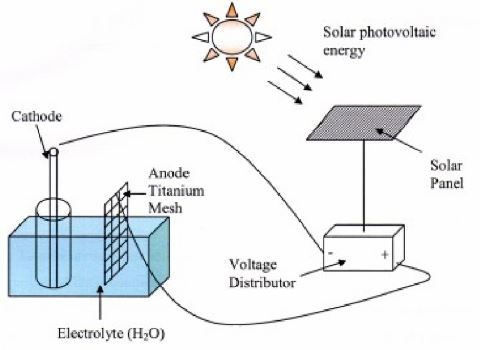 Solar photovoltaic
energy
Cathode
Anode
Titanium
Mesh
Solar
Panel
- +
Voltage
Distributor
Electrolyte (H₂O)